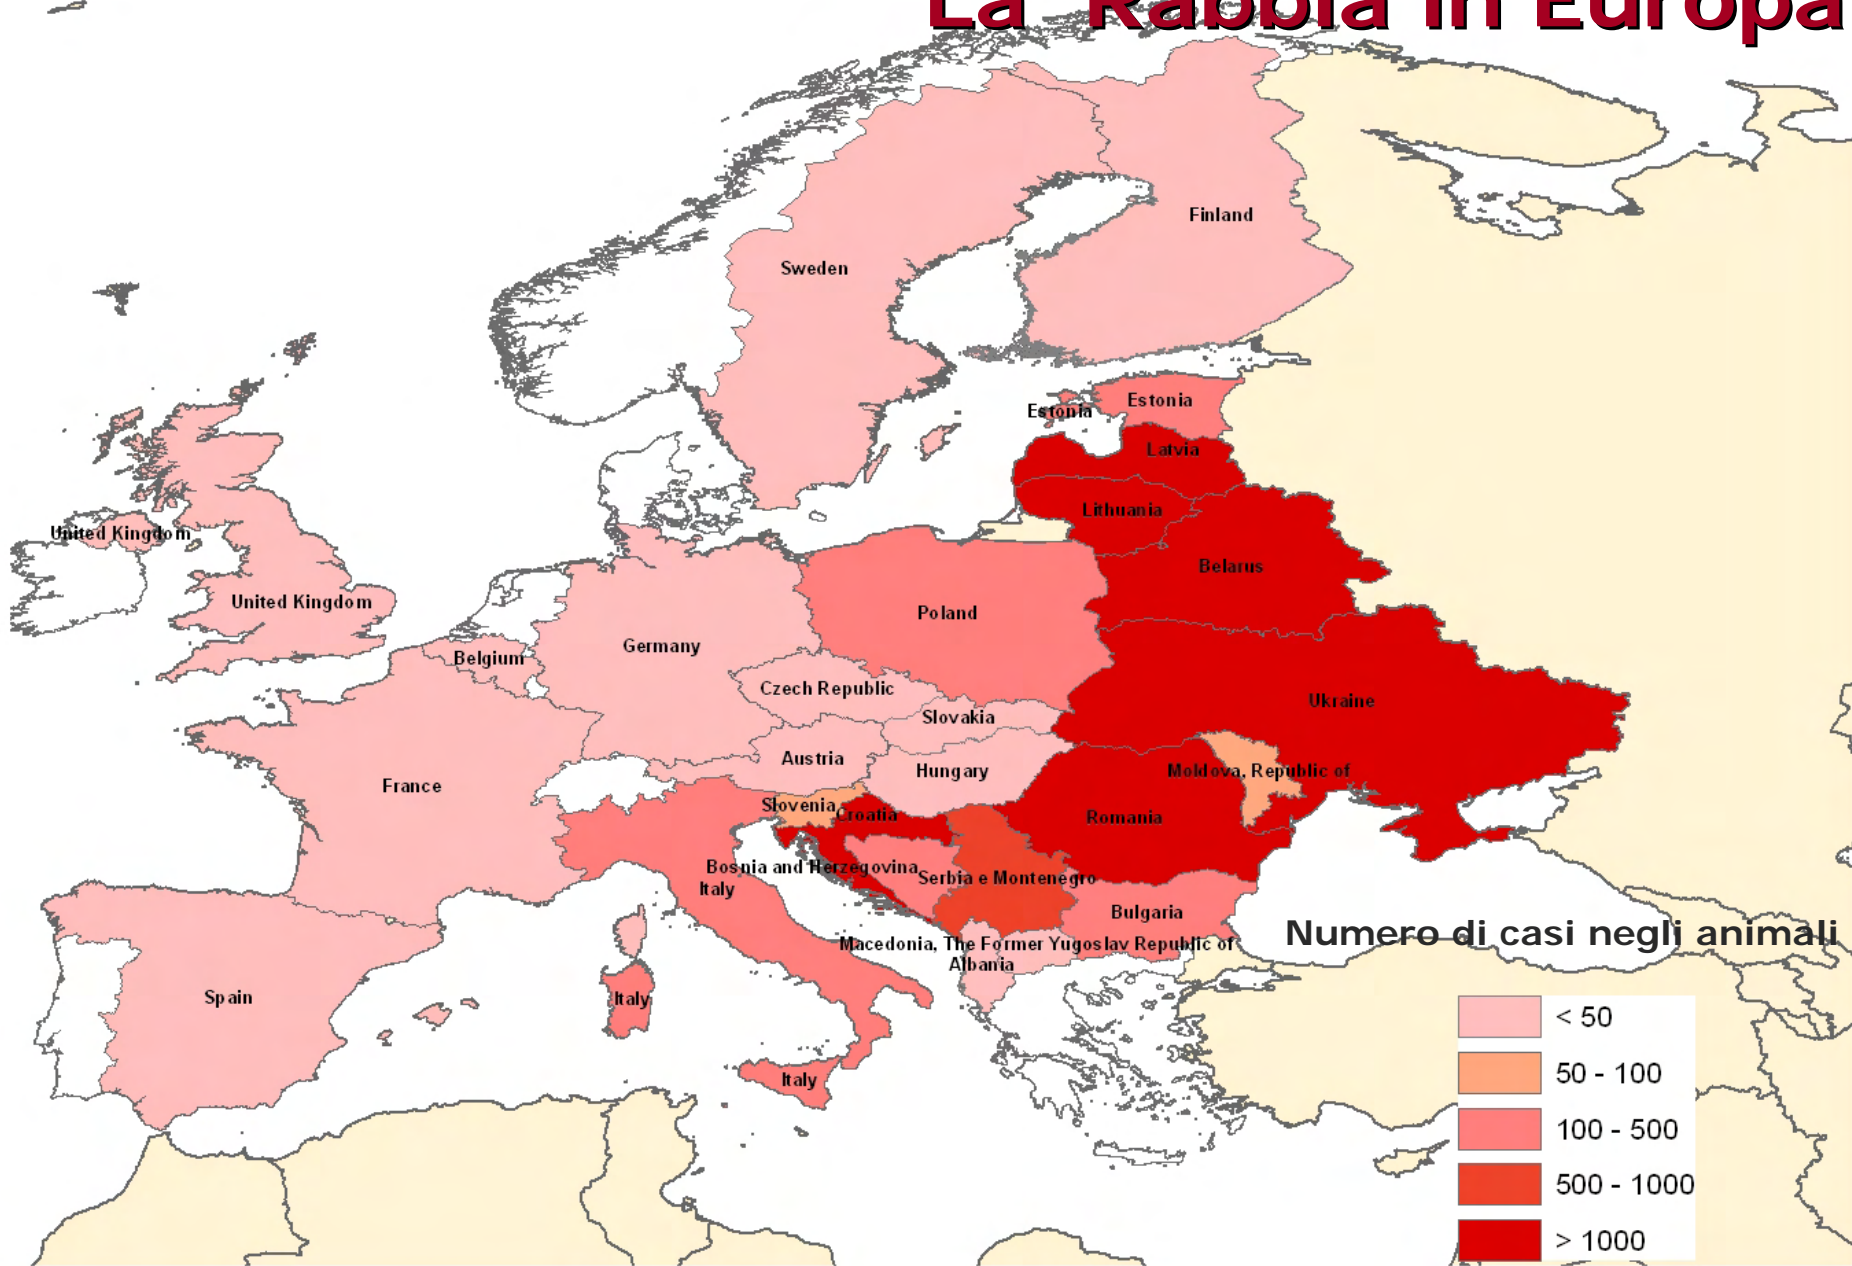 La Rabbia in Europa
Finland
Sweden
Estonia
Estonia
Latvia
Lithuania
United Kingdom
Belarus
United Kingdom
Poland
Germany
Belgium
Czech Republic
Ukraine
Slovakia
Austria
Hungary
Moldova, Republic of
France
Slovenia
Croatia
Romania
Bosnia and Herzegovina
Serbia e Montenegro
Italy
Bulgaria
Macedonia, The Former Yugoslav Republic of
Albania
Numero di casi negli animali
Spain
Italy
Italy
< 50
50 - 100
100 - 500
500 - 1000
> 1000